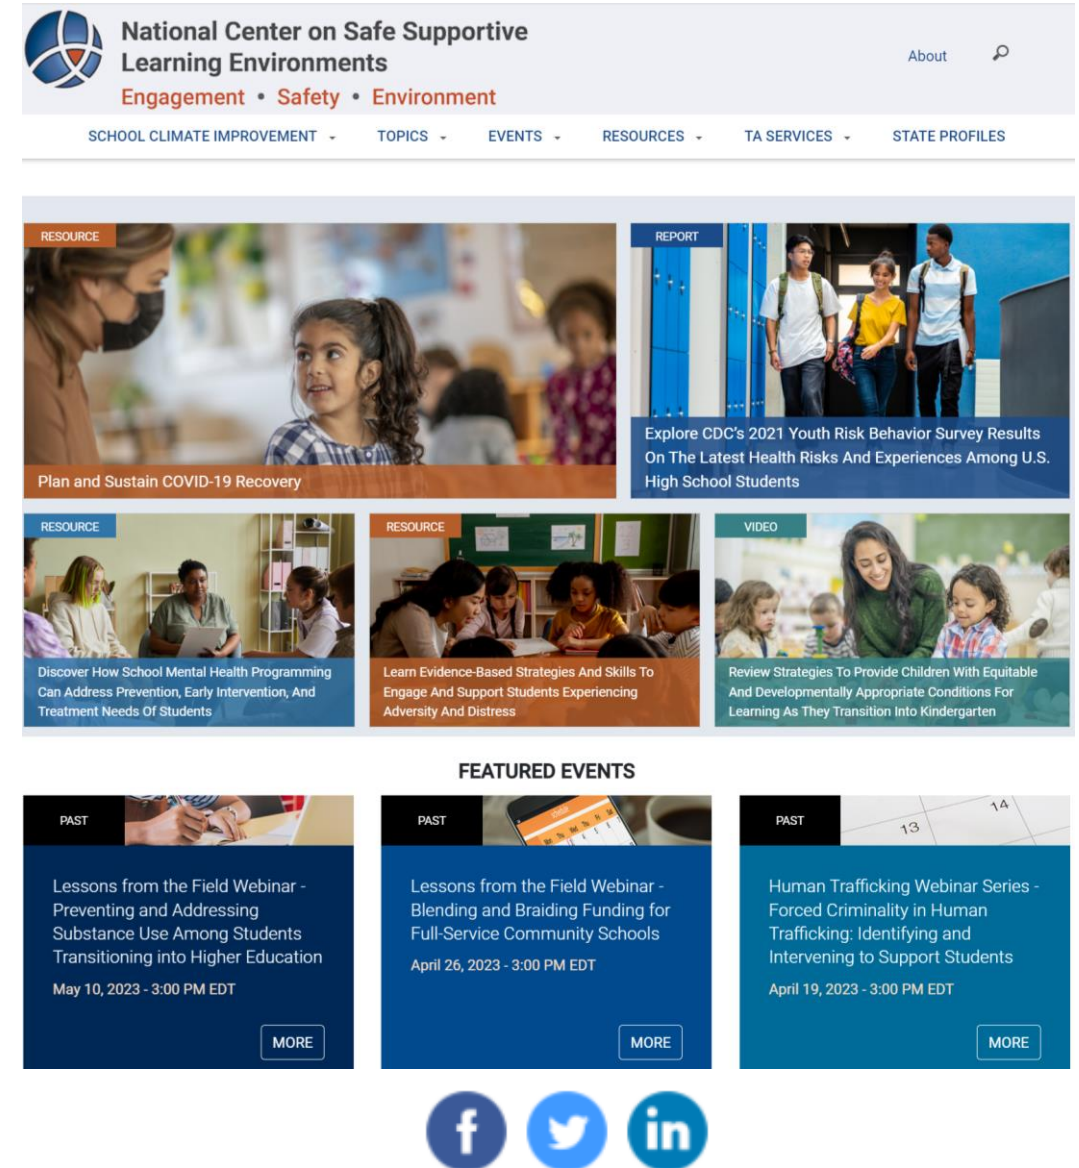 National Center on Safe Supportive
Learning Environments
Engagement • Safety • Environment
About
SCHOOL CLIMATE IMPROVEMENT
TOPICS
EVENTS
RESOURCES
TA SERVICES
STATE PROFILES
RESOURCE
Plan and Sustain COVID-19 Recovery
REPORT
Explore CDC's 2021 Youth Risk Behavior Survey Results
On The Latest Health Risks And Experiences Among U.S.
High School Students
RESOURCE
Discover How School Mental Health Programming
Can Address Prevention, Early Intervention, And
Treatment Needs Of Students
RESOURCE
Learn Evidence-Based Strategies And Skills To
Engage And Support Students Experiencing
Adversity And Distress
VIDEO
Review Strategies To Provide Children With Equitable
And Developmentally Appropriate Conditions For
Learning As They Transition Into Kindergarten
FEATURED EVENTS
PAST
Lessons from the Field Webinar -
Preventing and Addressing
Substance Use Among Students
Transitioning into Higher Education
May 10, 2023 - 3:00 PM EDT
MORE
PAST
Lessons from the Field Webinar -
Blending and Braiding Funding for
Full-Service Community Schools
April 26, 2023 - 3:00 PM EDT
MORE
PAST
13
14
Human Trafficking Webinar Series -
Forced Criminality in Human
Trafficking: Identifying and
Intervening to Support Students
April 19, 2023 - 3:00 PM EDT
MORE
f
in